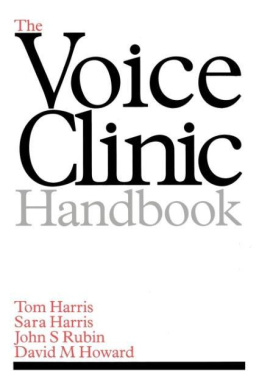 The
Voice
Clinic
Handbook
Tom Harris
Sara Harris
John S Rubin
David M Howard